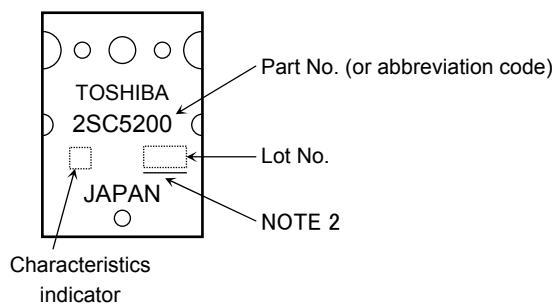 TOSHIBA
2SC5200
JAPAN
Part No. (or abbreviation code)
Lot No.
NOTE 2
Characteristics
indicator